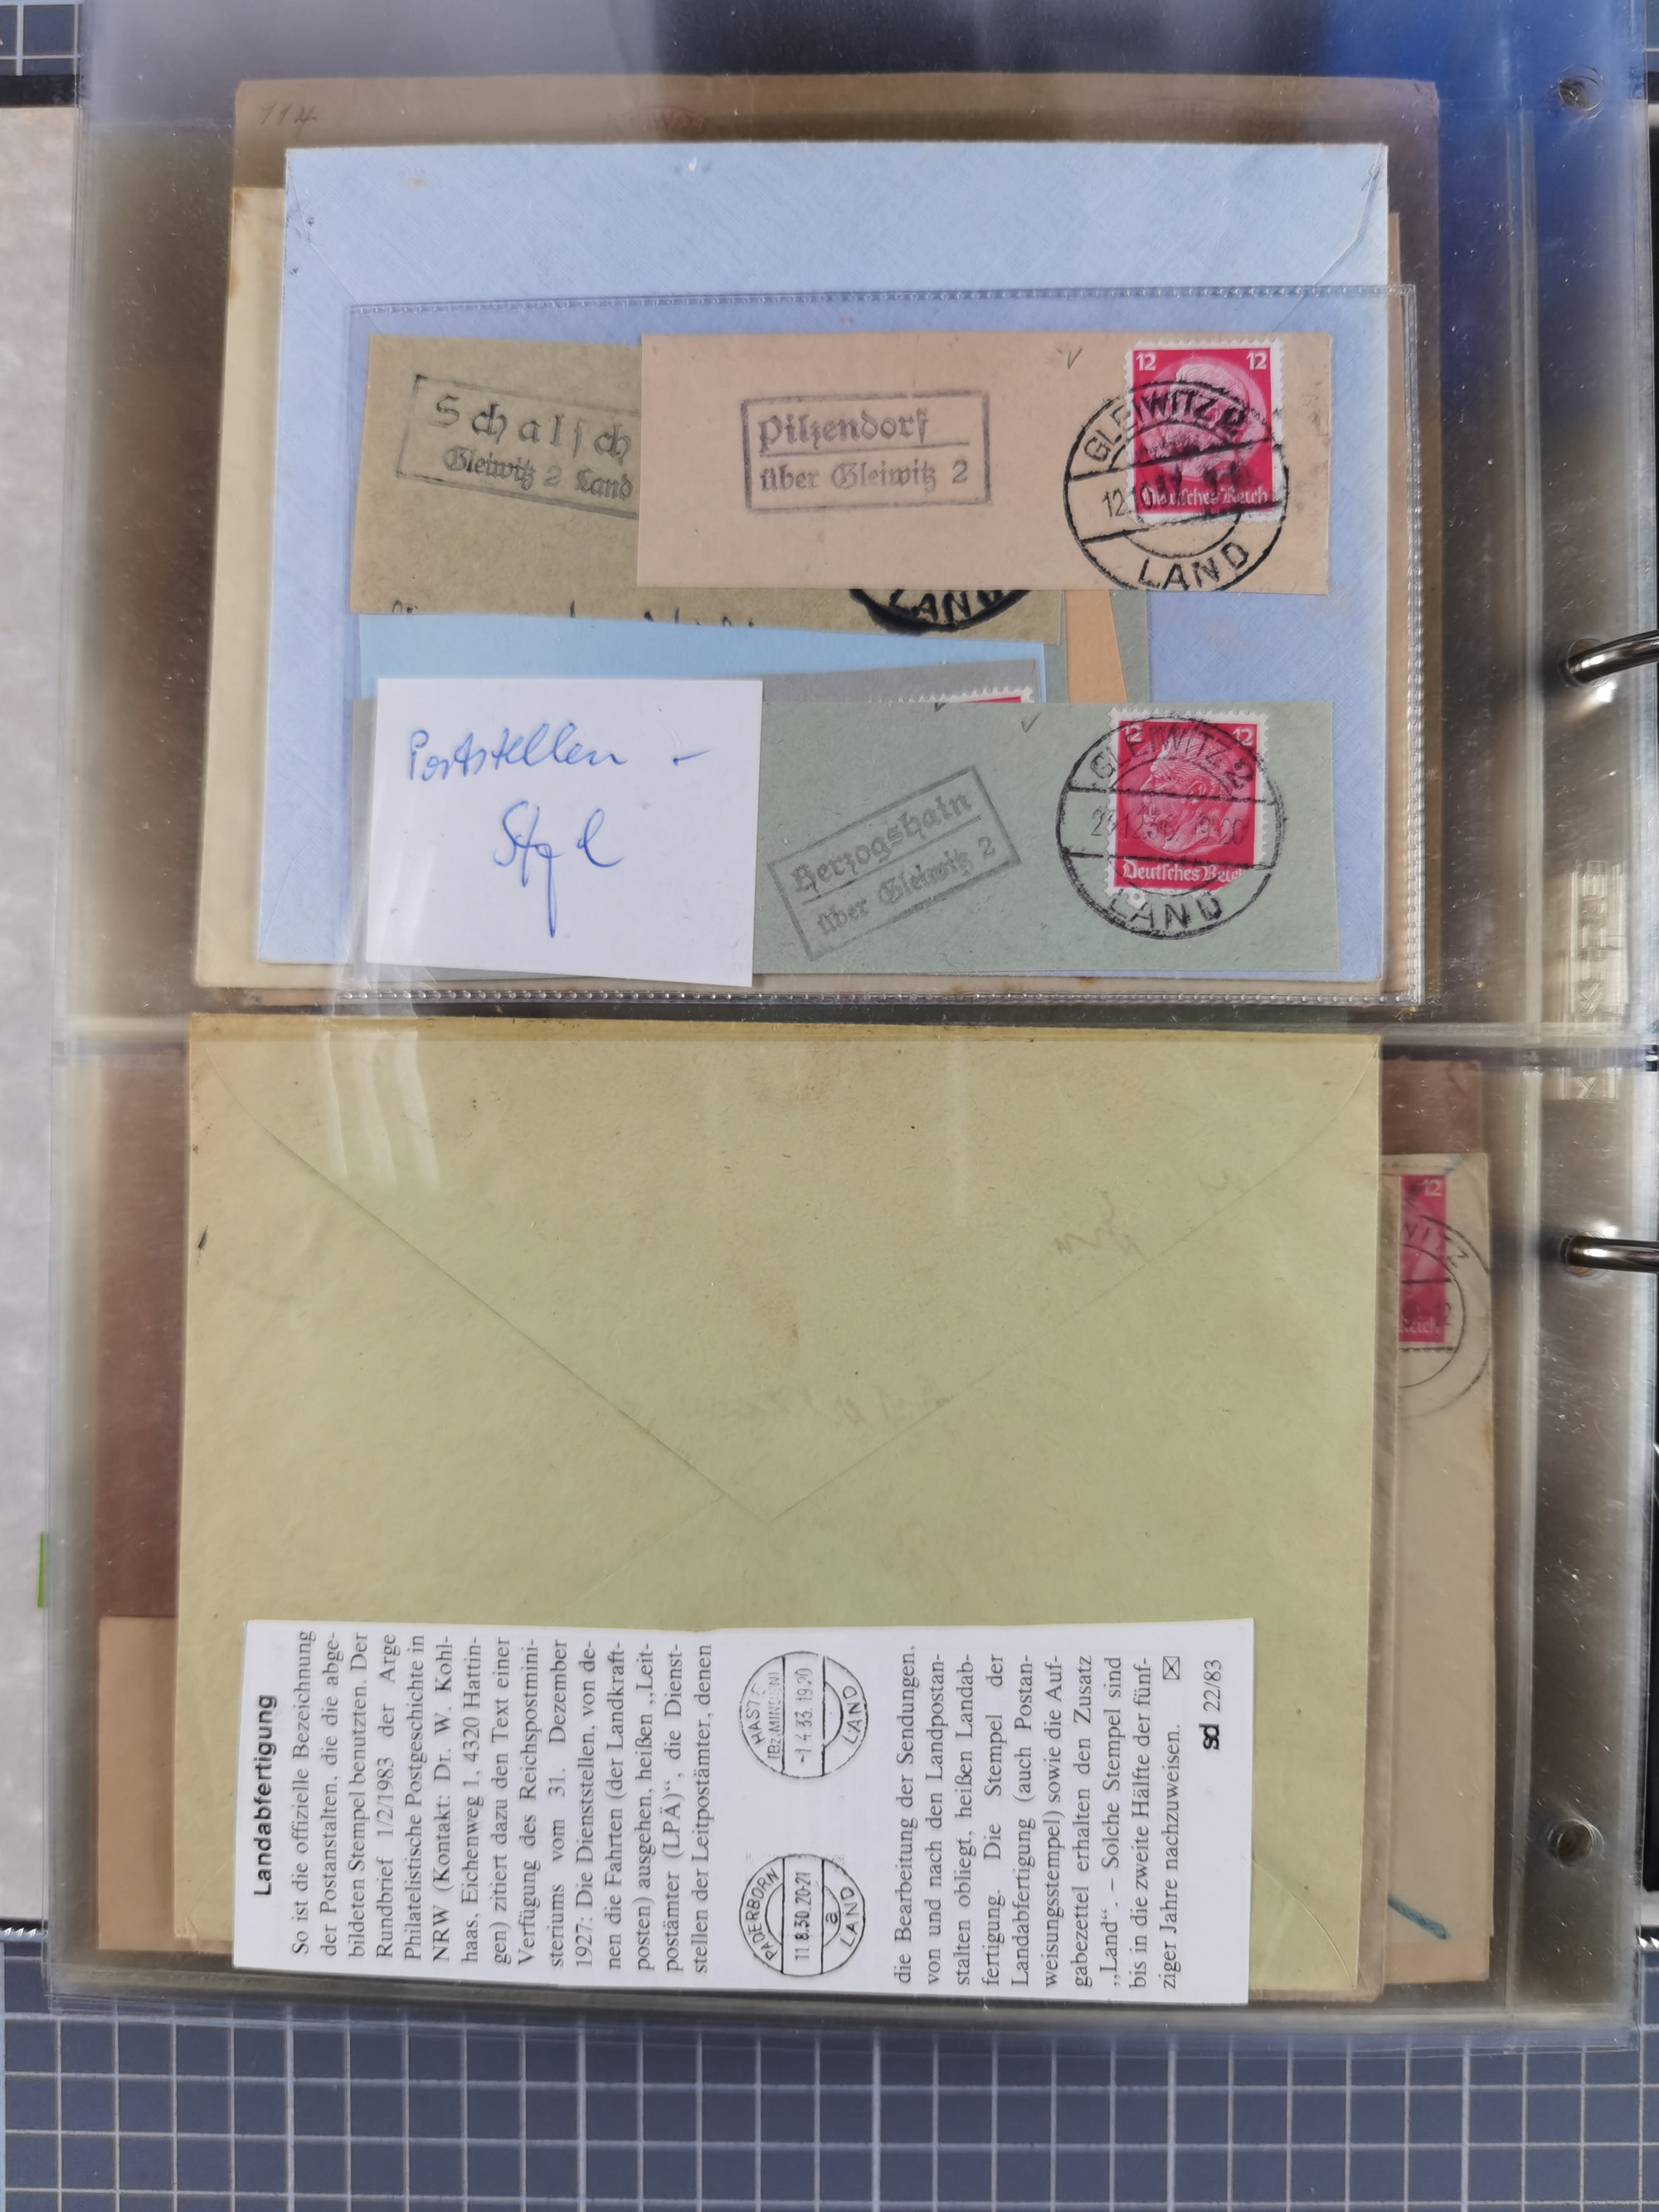 114
Schalsch
Gleiwitz 2 Land
Pilzendorf
über Gleiwitz 2
12 12
GLEIWITZ 2
Deutsches Reich
LAND
LAND
Poststellen -
Stpl
Herzogshain
über Gleiwitz 2
12 12
GLEIWITZ 2
Deutsches Reich
LAND
12
Reich
Landabfertigung
So ist die offizielle Bezeichnung
der Postanstalten, die die abge-
bildeten Stempel benutzten. Der
Rundbrief 1/2/1983 der Arge
Philatelistische Postgeschichte in
NRW (Kontakt: Dr. W. Kohl-
haas, Eichenweg 1, 4320 Hattin-
gen) zitiert dazu den Text einer
Verfügung des Reichspostmini-
steriums vom 31. Dezember
1927: Die Dienststellen, von de-
nen die Fahrten (der Landkraft-
posten) ausgehen, heißen „Leit-
postämter (LPÄ)“, die Dienst-
stellen der Leitpostämter, denen
PADERBORN
11.8.30.20-21
a
LAND
HASTE
(Bz. MINDEN)
-1.4.33.19-20
LAND
die Bearbeitung der Sendungen.
von und nach den Landpostan-
stalten obliegt, heißen Landab-
fertigung. Die Stempel der
Landabfertigung (auch Postan-
weisungsstempel) sowie die Auf-
gabezettel erhalten den Zusatz
„Land“. – Solche Stempel sind
bis in die zweite Hälfte der fünf-
ziger Jahre nachzuweisen.
sd 22/83